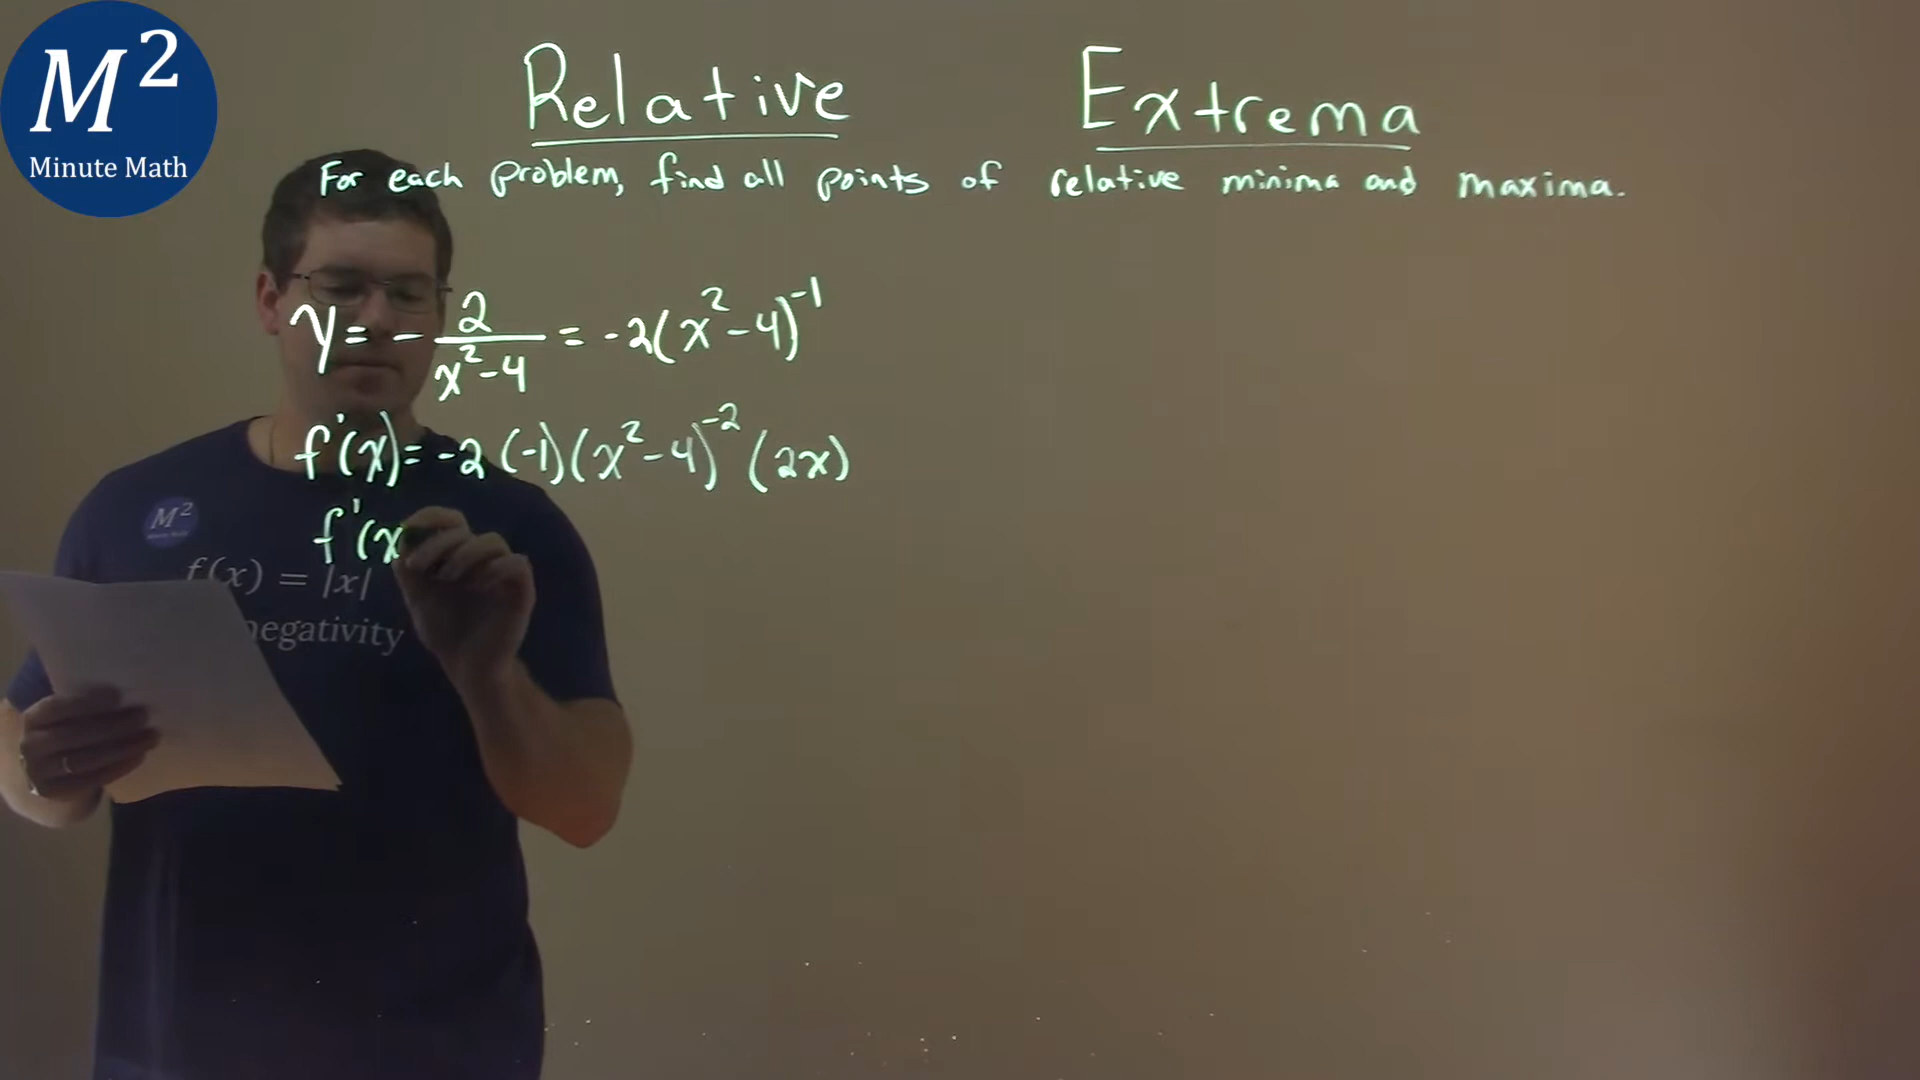 M²
Minute Math
Relative Extrema
For each problem, find all points of relative minima and maxima.
y = - 2/(x²-4) = -2(x²-4)⁻¹
f'(x) = -2(-1)(x²-4)⁻²(2x)
f'(x
M²
f(x) = |x|
negativity